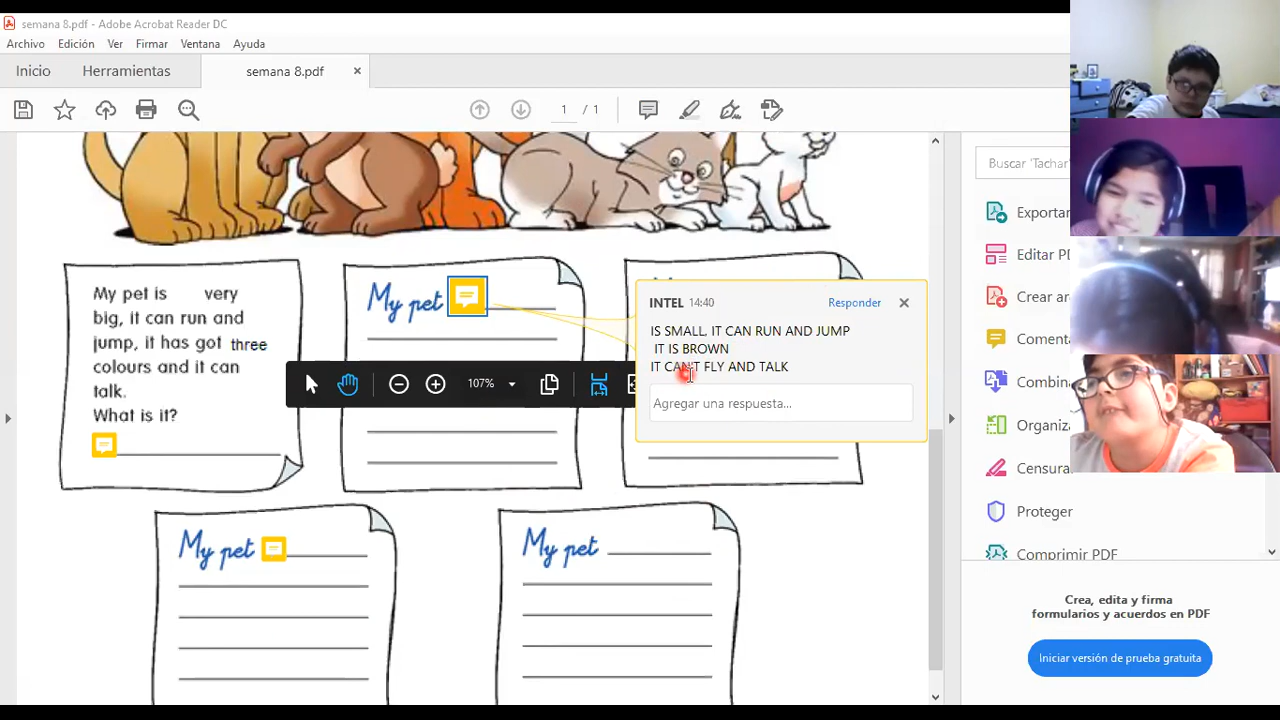 semana 8.pdf - Adobe Acrobat Reader DC
Archivo Edición Ver Firmar Ventana Ayuda
Inicio Herramientas semana 8.pdf
1 / 1
Buscar 'Tachar'
Exportar
Editar PD
Crear ar
Coment
Combin
Organiz
Censura
Proteger
Comprimir PDF
My pet is very
big, it can run and
jump, it has got three
colours and it can
talk.
What is it?
My pet
107%
INTEL 14:40 Responder
IS SMALL, IT CAN RUN AND JUMP
IT IS BROWN
IT CAN'T FLY AND TALK
Agregar una respuesta...
My pet
My pet
Crea, edita y firma
formularios y acuerdos en PDF
Iniciar versión de prueba gratuita